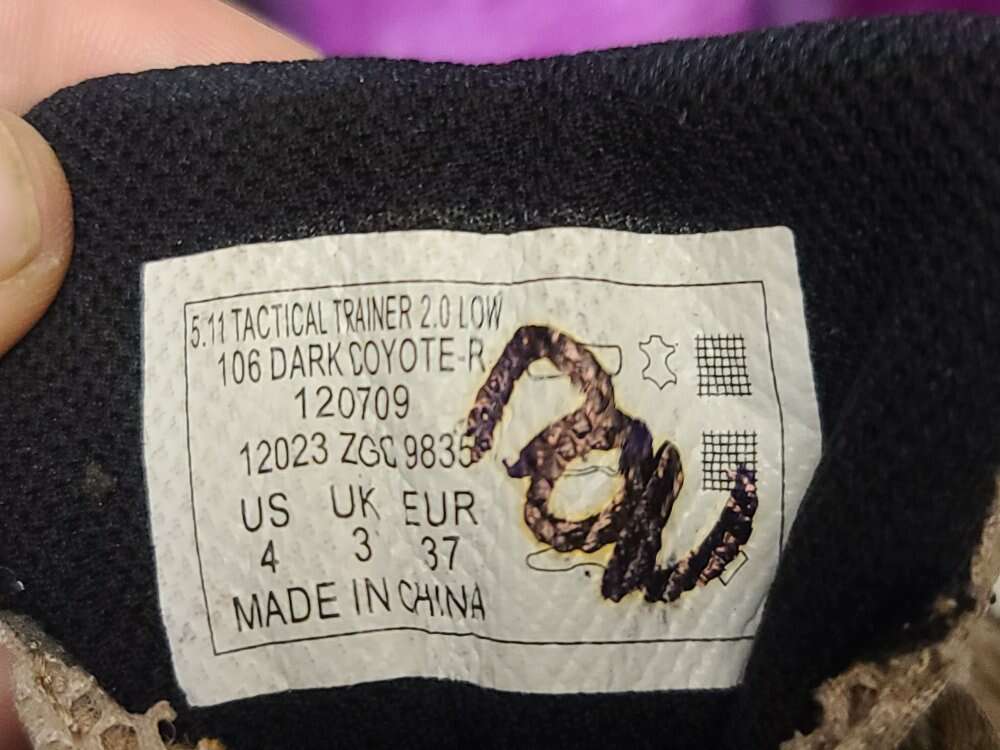 5.11 TACTICAL TRAINER 2.0 LOW
106 DARK COYOTE-R
120709
12023 ZGC 9835
US UK EUR
4 3 37
MADE IN CHINA